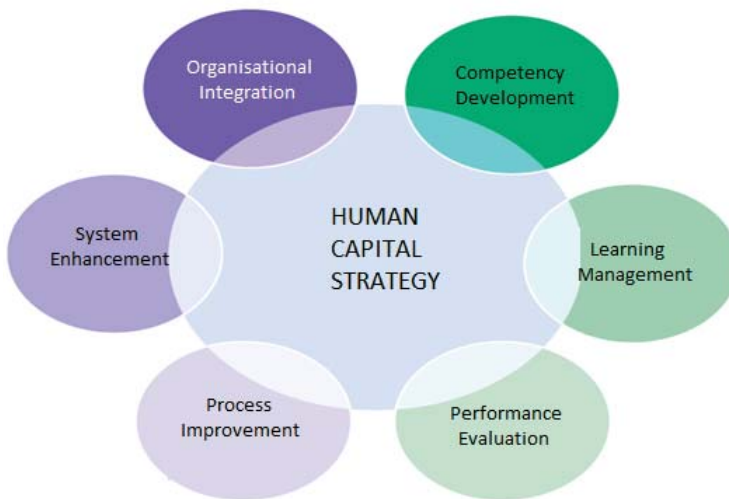 Organisational
Integration
Competency
Development
System
Enhancement
HUMAN
CAPITAL
STRATEGY
Learning
Management
Process
Improvement
Performance
Evaluation